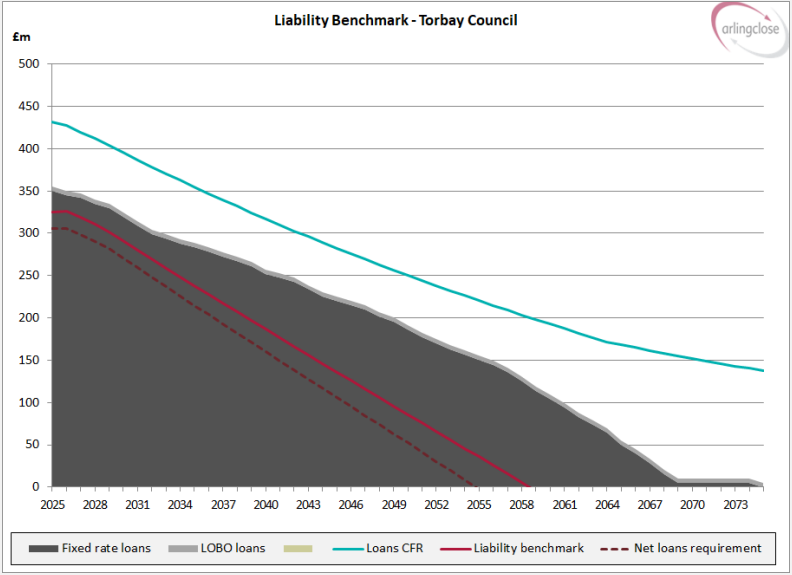 Liability Benchmark - Torbay Council
arlingclose
£m
500
450
400
350
300
250
200
150
100
50
0
2025 2028 2031 2034 2037 2040 2043 2046 2049 2052 2055 2058 2061 2064 2067 2070 2073
Fixed rate loans LOBO loans Loans CFR Liability benchmark Net loans requirement